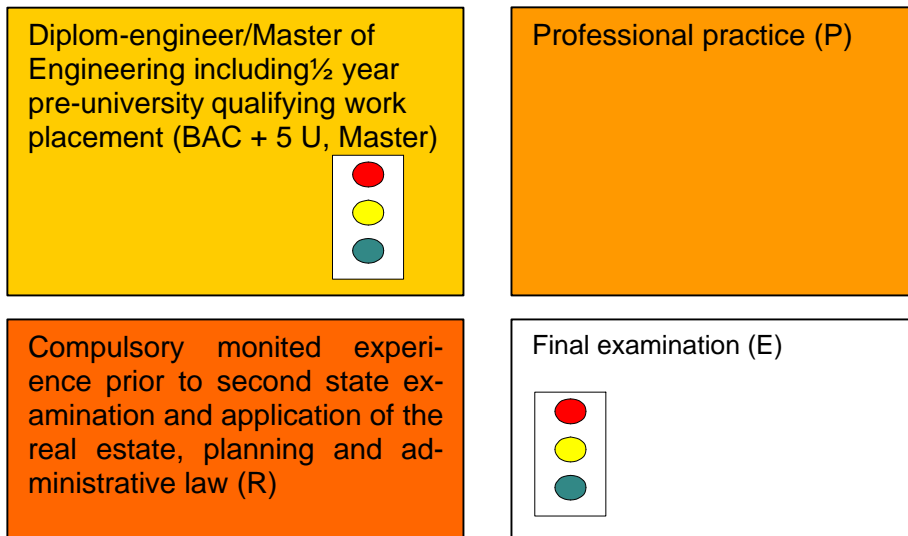 Diplom-engineer/Master of
Engineering including½ year
pre-university qualifying work
placement (BAC + 5 U, Master)
Professional practice (P)
Compulsory monited experi-
ence prior to second state ex-
amination and application of the
real estate, planning and ad-
ministrative law (R)
Final examination (E)